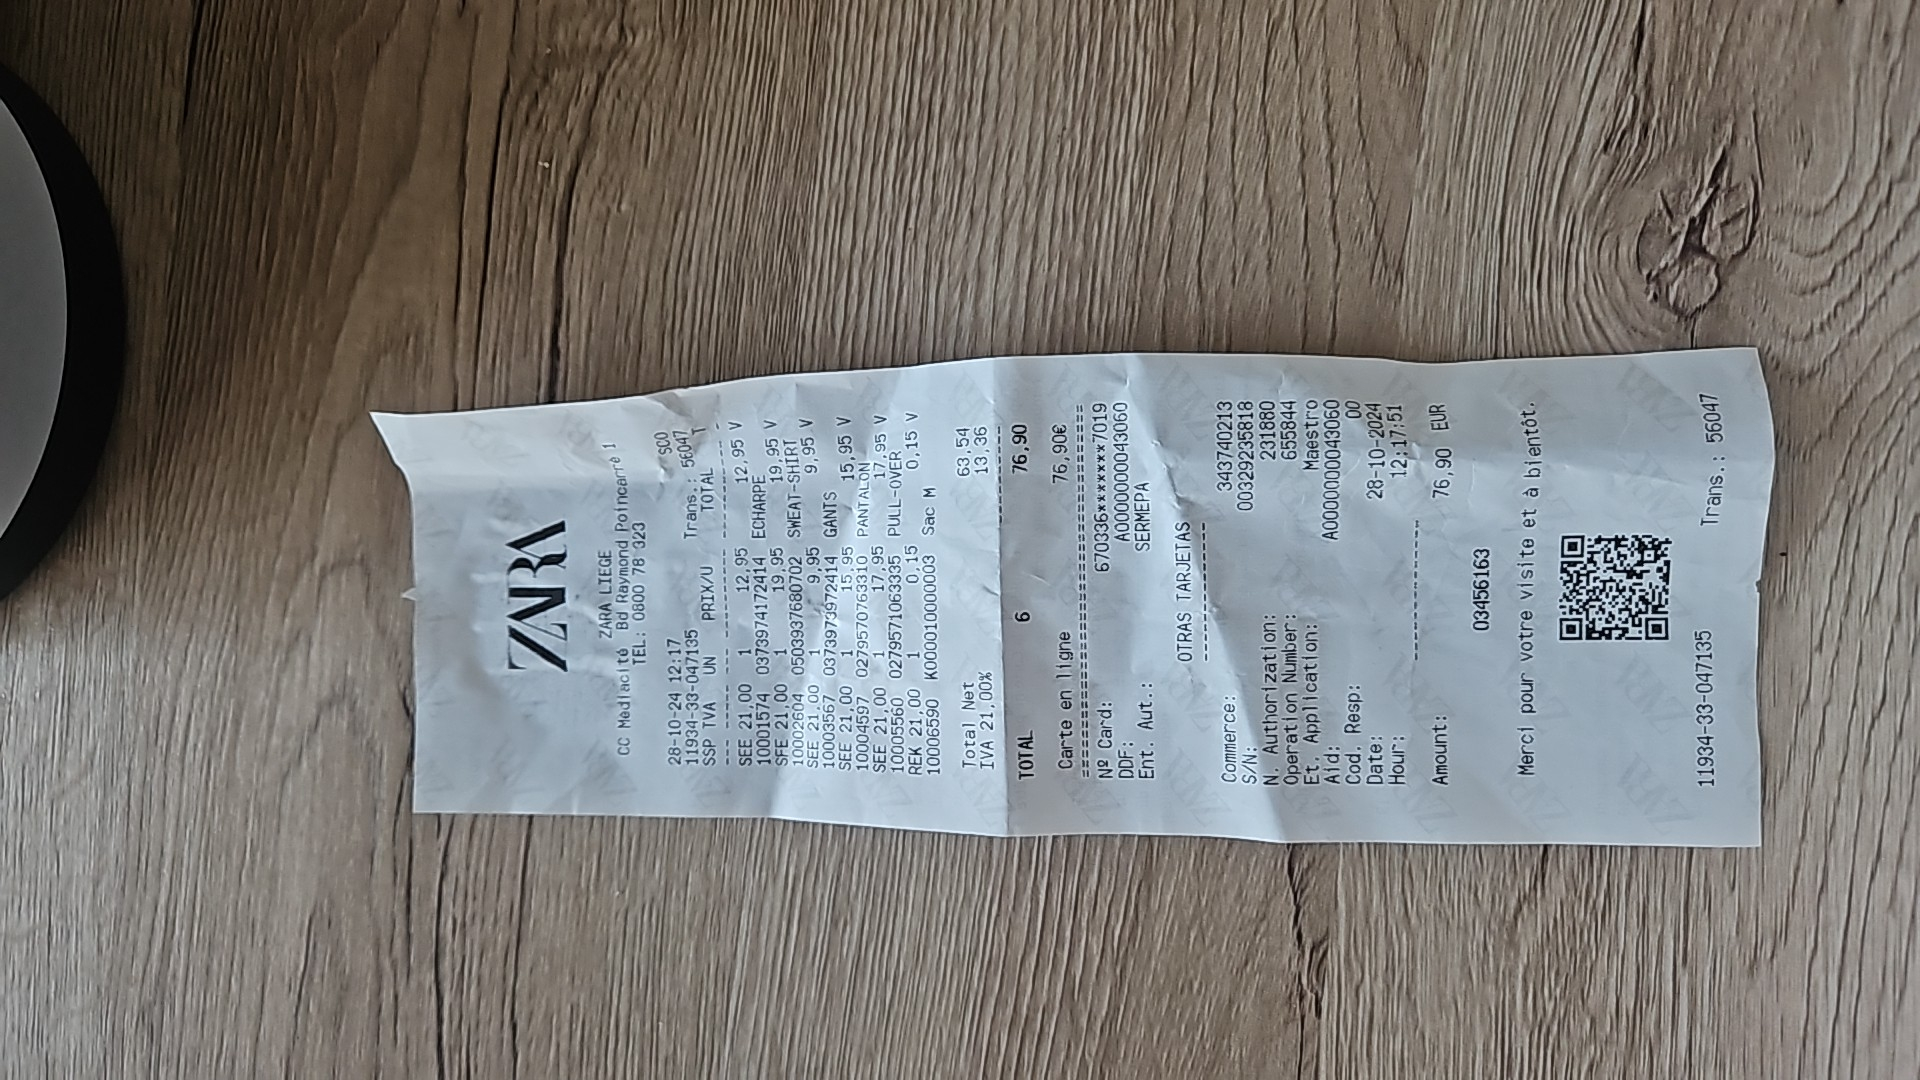 ZARA
ZARA LIEGE
CC Mediacité Bd Raymond Poincarré 1
TEL: 0800 78 323
SCO
28-10-24 12:17
11934-33-047135 Trans.: 56047
SSP TVA UN PRIX/U TOTAL T
SEE 21,00 1 12,95 12,95 V
10001574 03739741724​14 ECHARPE
SFE 21,00 1 19,95 19,95 V
10002604 05039376​80702 SWEAT-SHIRT
SEE 21,00 1 9,95 9,95 V
10003567 0373973972414 GANTS
SEE 21,00 1 15,95 15,95 V
10004597 0279570763310 PANTALON
SEE 21,00 1 17,95 17,95 V
10005560 0279571063335 PULL-OVER
REK 21,00 1 0,15 0,15 V
10006590 K000010000003 Sac M
Total Net 63,54
IVA 21,00% 13,36
TOTAL 6 76,90
Carte en ligne 76,90€
Nº Card: 670336*********7019
DDF: A0000000043060
Ent. Aut.: SERMEPA
OTRAS TARJETAS
Commerce: 343740213
S/N: 00329235818
N. Authorization: 231880
Operation Number: 655844
Et. Application: Maestro
Aid: A0000000043060
Cod. Resp: 00
Date: 28-10-2024
Hour: 12:17:51
Amount: 76,90 EUR
03456163
Merci pour votre visite et à bientôt.
11934-33-047135 Trans.: 56047